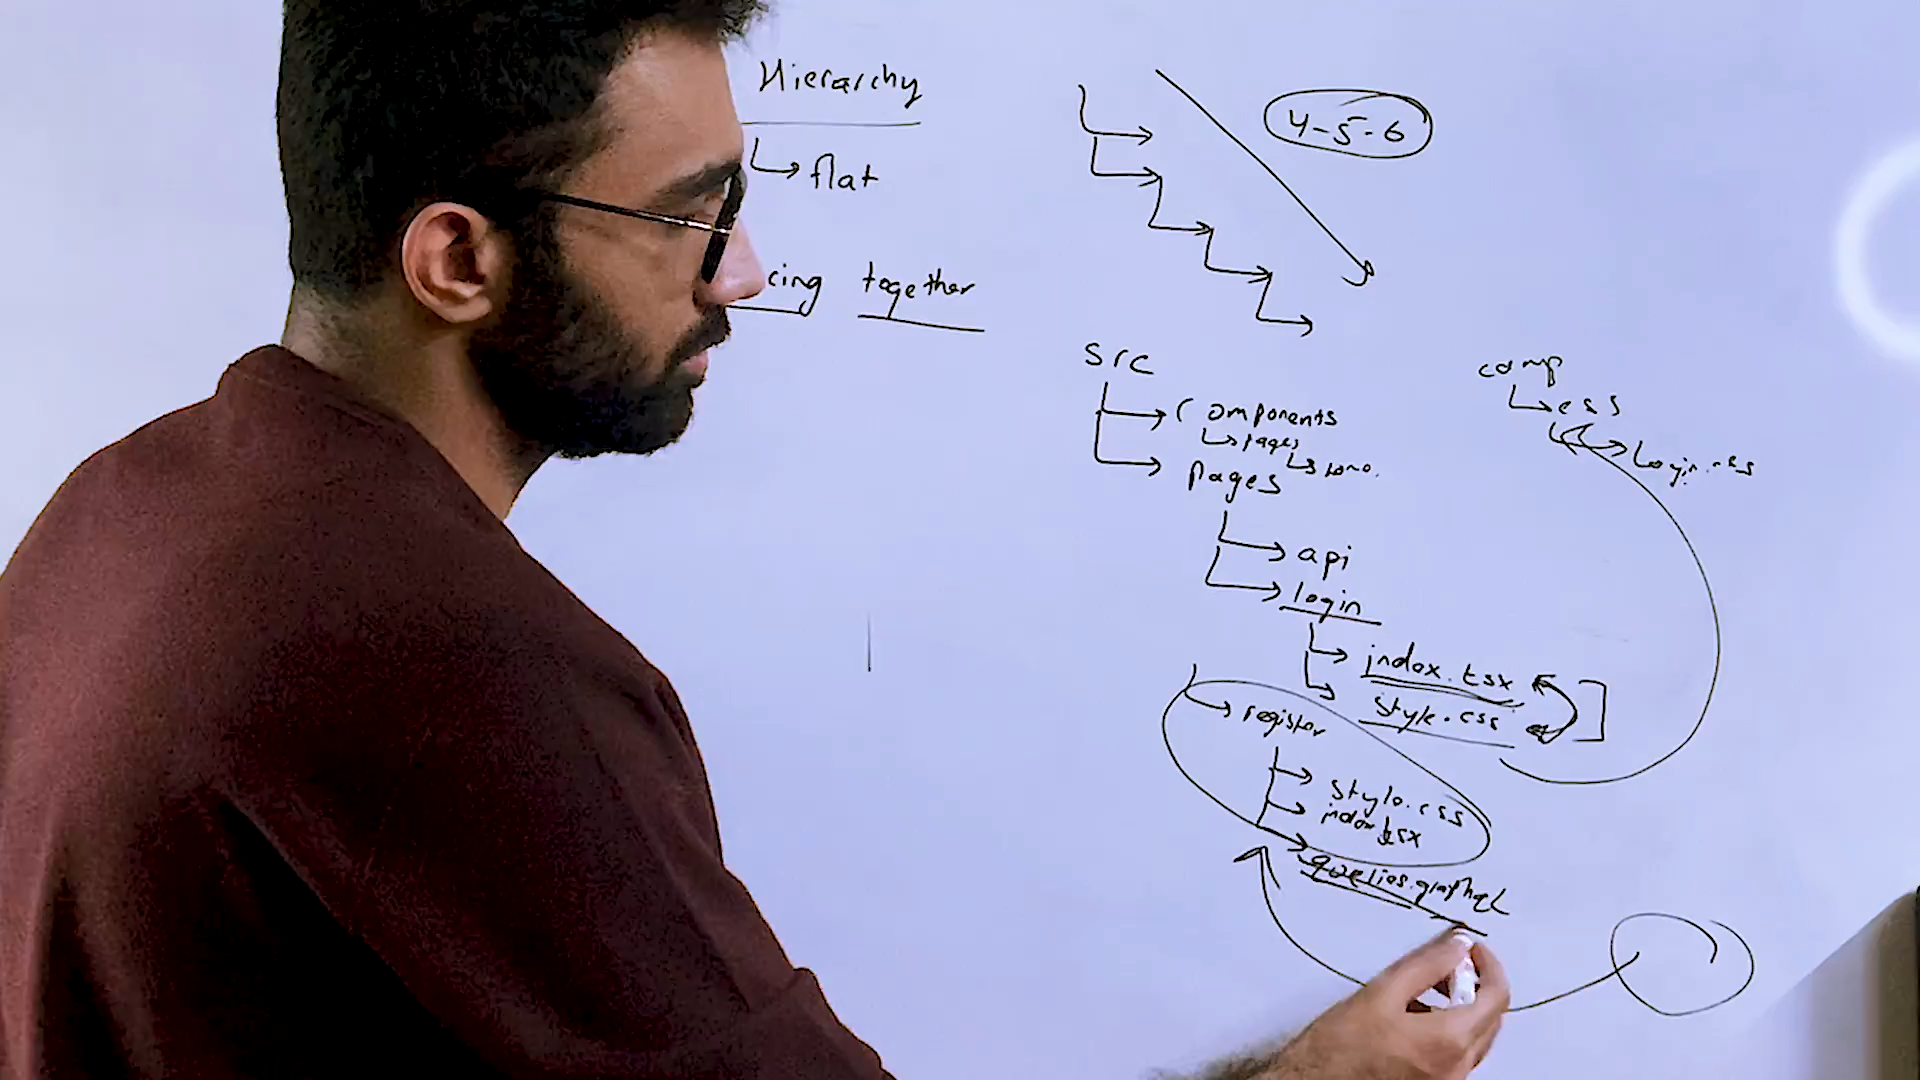 Hierarchy
flat
cing together
4-5-6
src
components
pages
pages
api
login
index.tsx
style.css
register
style.css
index.tsx
queries.graphqL
comp
css
Login.css